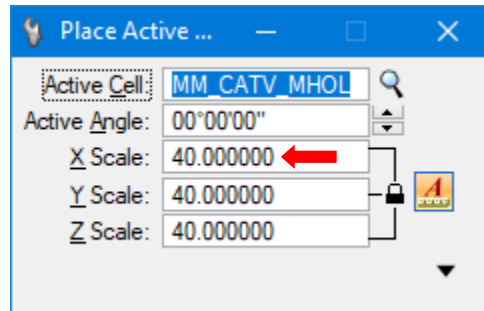 Place Active ...
Active Cell: MM_CATV_MHOL
Active Angle: 00°00'00"
X Scale: 40.000000
Y Scale: 40.000000
Z Scale: 40.000000
A